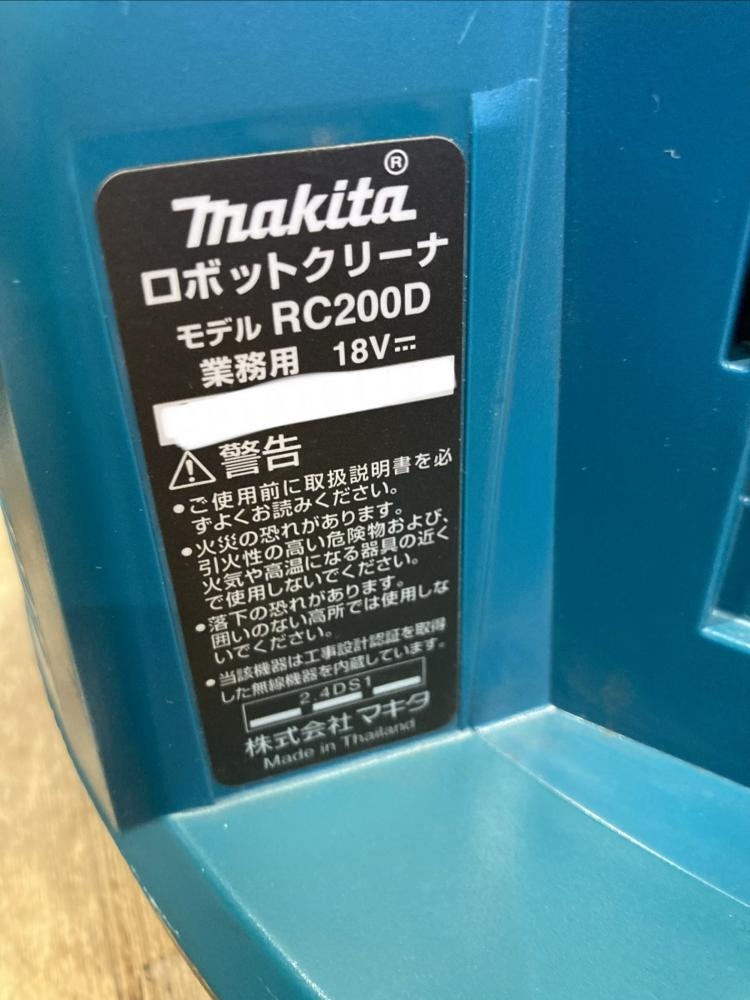 makita®
ロボットクリーナ
モデル RC200D
業務用 18V⎓
⚠警告
●ご使用前に取扱説明書を必
ずよくお読みください。
●火災の恐れがあります。
引火性の高い危険物および、
火気や高温になる器具の近く
で使用しないでください。
●落下の恐れがあります。
囲いのない高所では使用しな
いでください。
●当該機器は工事設計認証を取得
した無線機器を内蔵しています。
2.4DS1
株式会社 マキタ
Made in Thailand